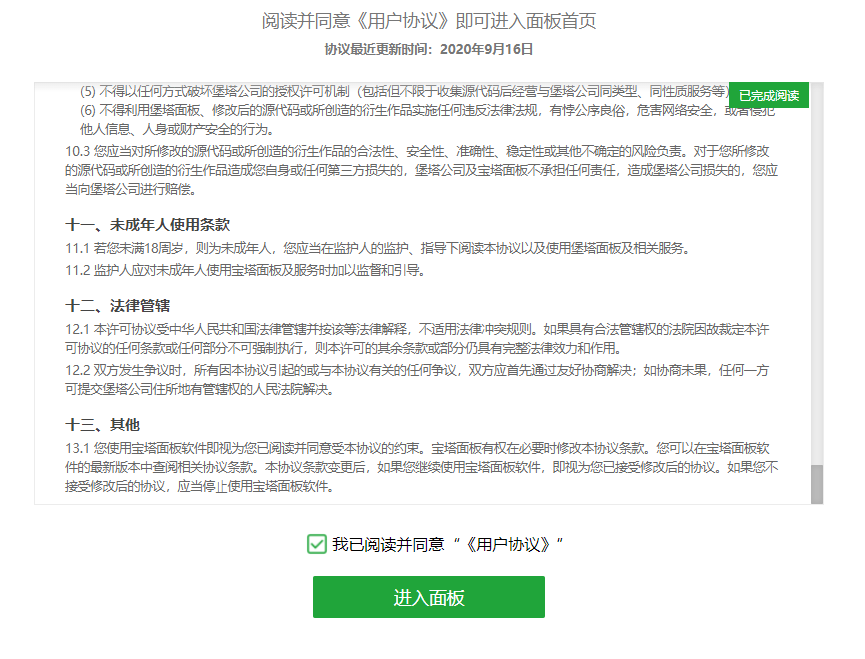 阅读并同意《用户协议》即可进入面板首页
协议最近更新时间：2020年9月16日
(5) 不得以任何方式破坏堡塔公司的授权许可机制（包括但不限于收集源代码后经营与堡塔公司同类型、同性质服务等）
已完成阅读
(6) 不得利用堡塔面板、修改后的源代码或所创造的衍生作品实施任何违反法律法规，有悖公序良俗，危害网络安全，或者侵犯
他人信息、人身或财产安全的行为。
10.3 您应当对所修改的源代码或所创造的衍生作品的合法性、安全性、准确性、稳定性或其他不确定的风险负责。对于您所修改
的源代码或所创造的衍生作品造成您自身或任何第三方损失的，堡塔公司及宝塔面板不承担任何责任，造成堡塔公司损失的，您应
当向堡塔公司进行赔偿。
十一、未成年人使用条款
11.1 若您未满18周岁，则为未成年人，您应当在监护人的监护、指导下阅读本协议以及使用堡塔面板及相关服务。
11.2 监护人应对未成年人使用宝塔面板及服务时加以监督和引导。
十二、法律管辖
12.1 本许可协议受中华人民共和国法律管辖并按该等法律解释，不适用法律冲突规则。如果具有合法管辖权的法院因故裁定本许
可协议的任何条款或任何部分不可强制执行，则本许可的其余条款或部分仍具有完整法律效力和作用。
12.2 双方发生争议时，所有因本协议引起的或与本协议有关的任何争议，双方应首先通过友好协商解决；如协商未果，任何一方
可提交堡塔公司住所地有管辖权的人民法院解决。
十三、其他
13.1 您使用宝塔面板软件即视为您已阅读并同意受本协议的约束。宝塔面板有权在必要时修改本协议条款。您可以在宝塔面板软
件的最新版本中查阅相关协议条款。本协议条款变更后，如果您继续使用宝塔面板软件，即视为您已接受修改后的协议。如果您不
接受修改后的协议，应当停止使用宝塔面板软件。
我已阅读并同意“《用户协议》”
进入面板